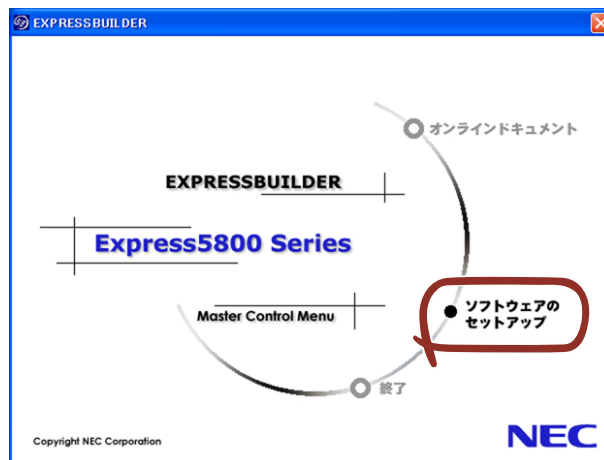 EXPRESSBUILDER
オンラインドキュメント
EXPRESSBUILDER
Express5800 Series
ソフトウェアの
セットアップ
Master Control Menu
終了
Copyright NEC Corporation
NEC